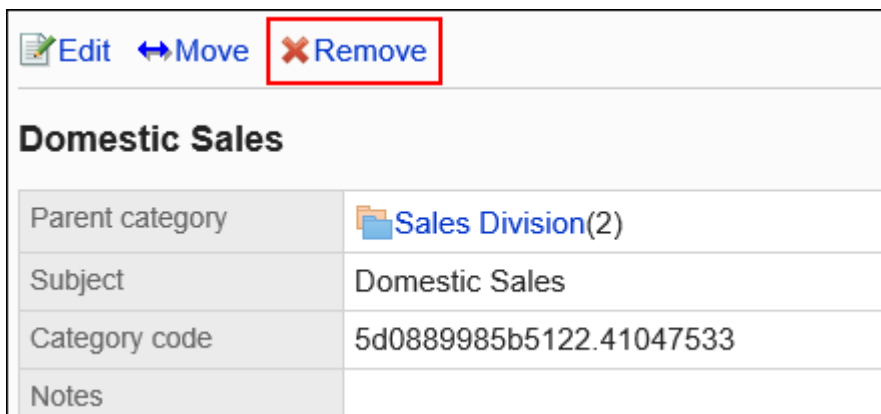 Edit Move Remove
Domestic Sales
Parent category Sales Division(2)
Subject Domestic Sales
Category code 5d0889985b5122.41047533
Notes